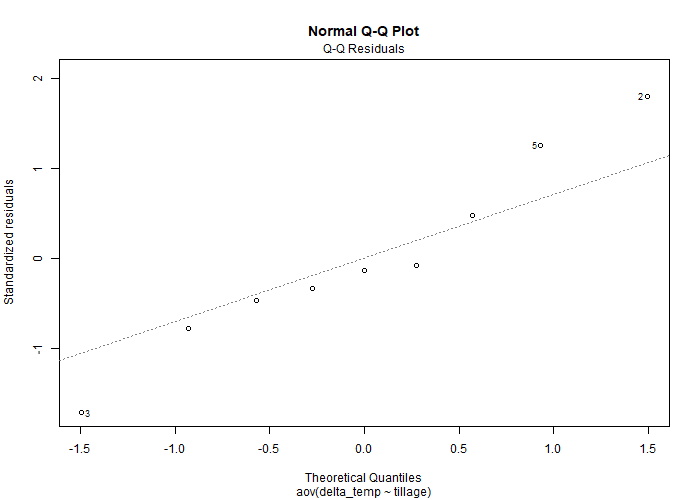 Normal Q-Q Plot
Q-Q Residuals
2
1
0
-1
Standardized residuals
2
5
3
-1.5 -1.0 -0.5 0.0 0.5 1.0 1.5
Theoretical Quantiles
aov(delta_temp ~ tillage)